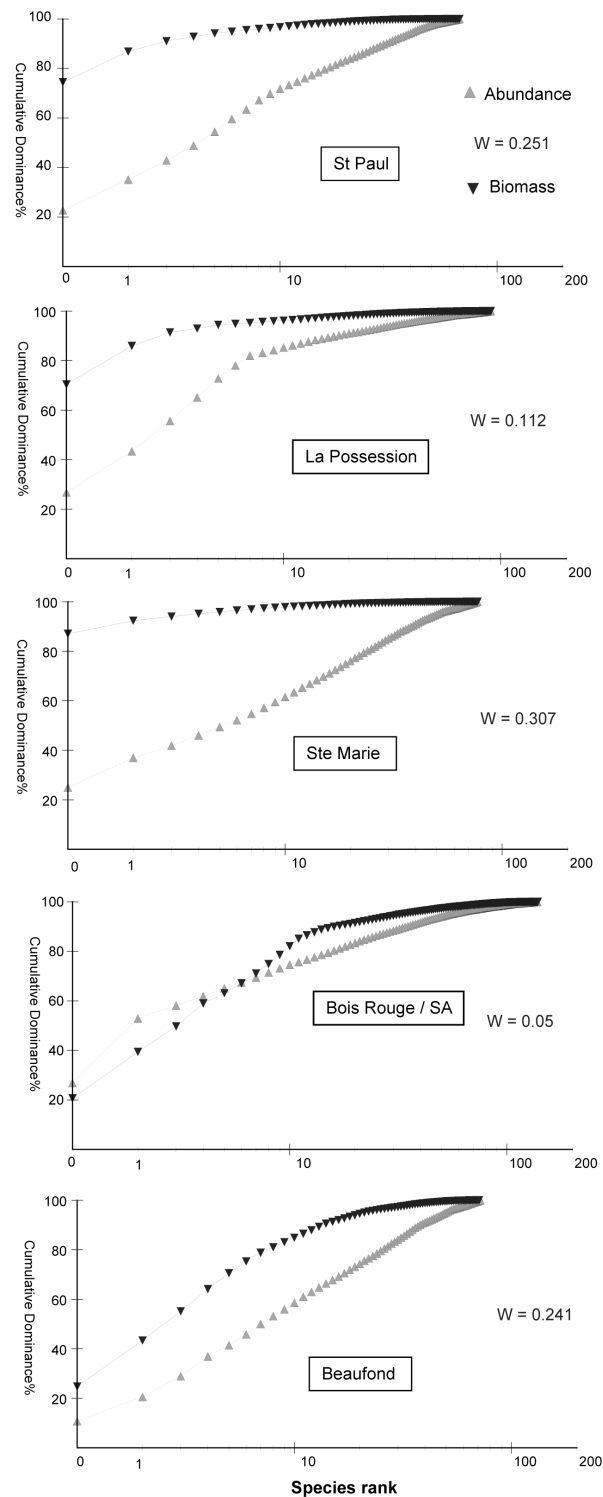 100
80
60
40
20
Cumulative Dominance%
Abundance
W = 0.251
St Paul
Biomass
0 1 10 100 200
100
80
60
40
20
Cumulative Dominance%
W = 0.112
La Possession
0 1 10 100 200
100
80
60
40
20
Cumulative Dominance%
W = 0.307
Ste Marie
0 1 10 100 200
100
80
60
40
20
Cumulative Dominance%
Bois Rouge / SA
W = 0.05
0 1 10 100 200
100
80
60
40
20
Cumulative Dominance%
W = 0.241
Beaufond
0 1 10 100 200
Species rank